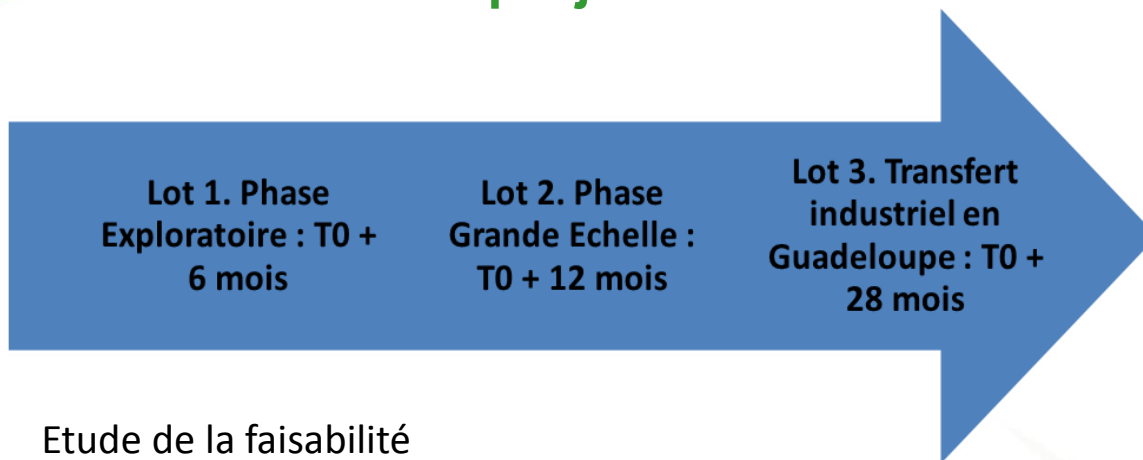 Lot 1. Phase
Exploratoire : T0 +
6 mois
Lot 2. Phase
Grande Echelle :
T0 + 12 mois
Lot 3. Transfert
industriel en
Guadeloupe : T0 +
28 mois
Etude de la faisabilité